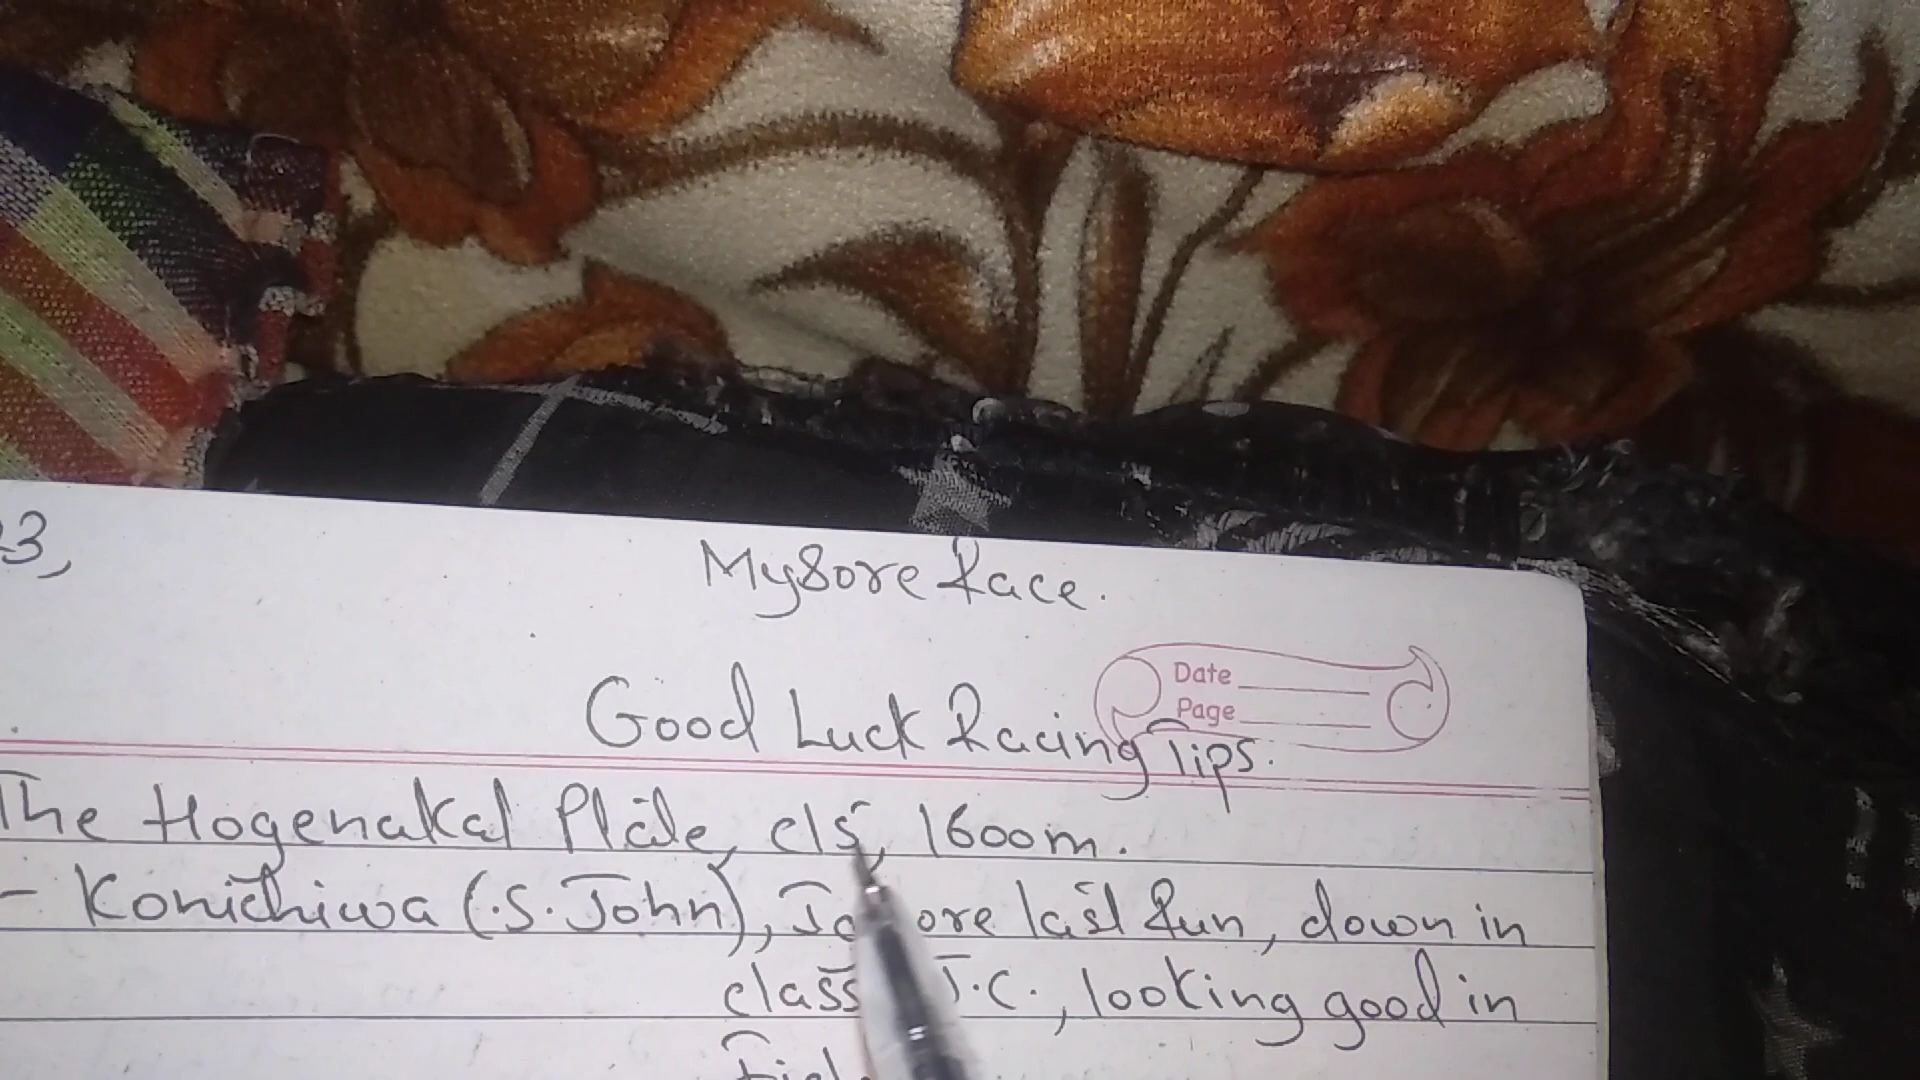 3,
Mysore Race.
Date
Page
Good Luck Racing Tips.
The Hogenakal Plate, cl5, 1600m.
- Konichiwa (S. John), Ignore last Run, down in
class, J.C., looking good in